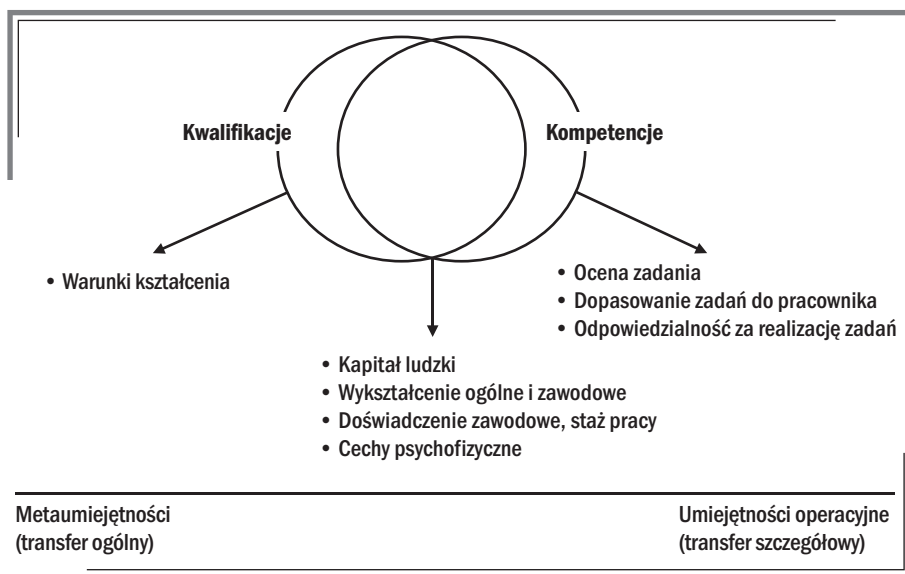 Kwalifikacje
Kompetencje
• Warunki kształcenia
• Ocena zadania
• Dopasowanie zadań do pracownika
• Odpowiedzialność za realizację zadań
• Kapitał ludzki
• Wykształcenie ogólne i zawodowe
• Doświadczenie zawodowe, staż pracy
• Cechy psychofizyczne
Metaumiejętności
(transfer ogólny)
Umiejętności operacyjne
(transfer szczegółowy)